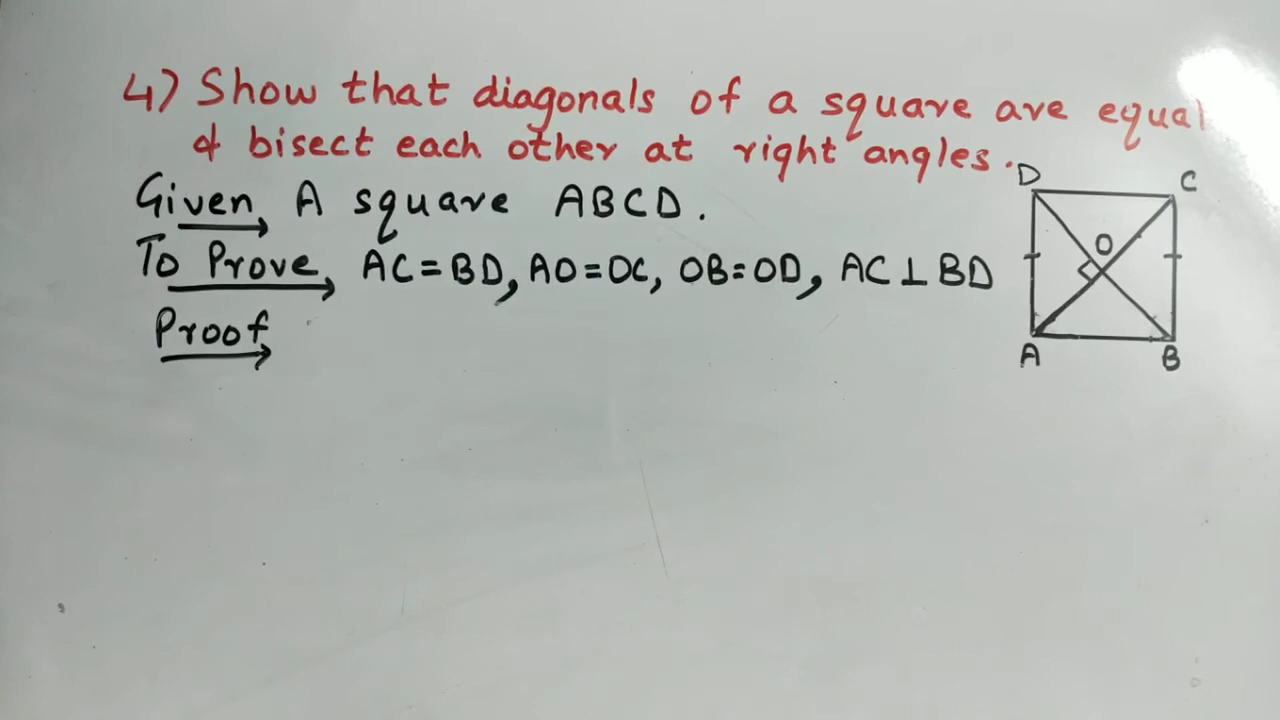 4) Show that diagonals of a square are equal
& bisect each other at right angles.
Given, A square ABCD.
To Prove, AC=BD, AO=OC, OB=OD, AC⊥BD
Proof
D
C
O
A
B